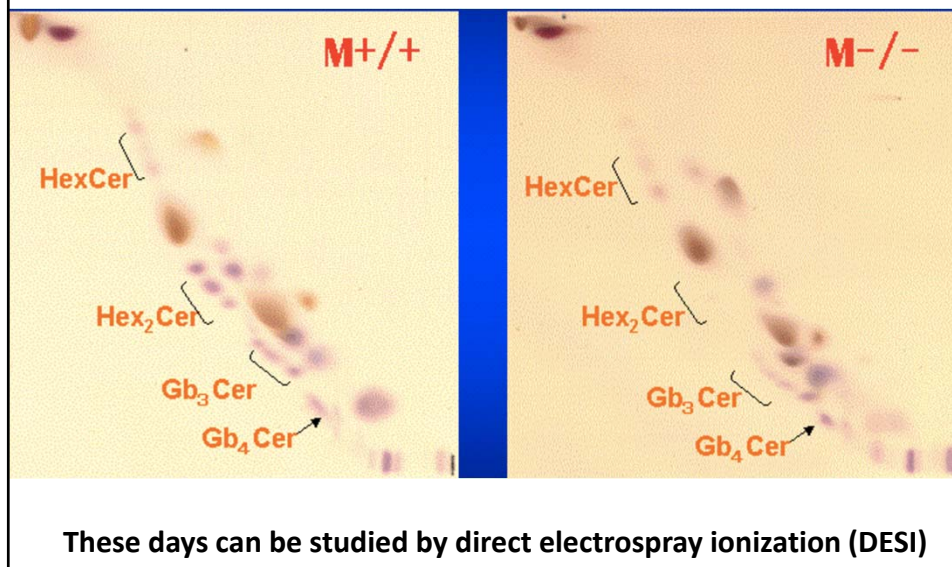 M+/+
M-/-
HexCer
HexCer
Hex₂Cer
Hex₂Cer
Gb₃Cer
Gb₃Cer
Gb₄Cer
Gb₄Cer
These days can be studied by direct electrospray ionization (DESI)